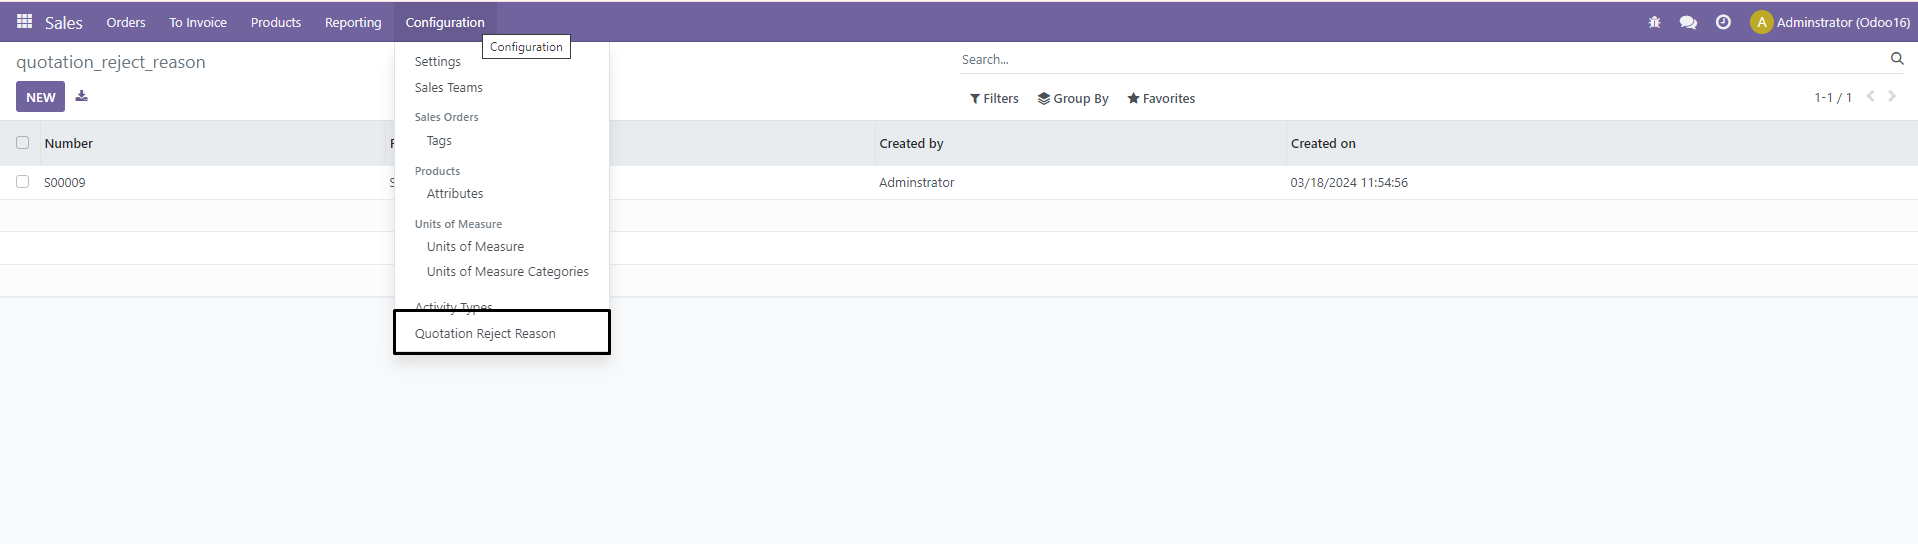 Sales Orders To Invoice Products Reporting Configuration A Adminstrator (Odoo16)
Configuration
quotation_reject_reason
Search...
NEW
Filters Group By Favorites 1-1 / 1
Settings
Sales Teams
Sales Orders
Tags
Products
Attributes
Units of Measure
Units of Measure
Units of Measure Categories
Activity Types
Quotation Reject Reason
Number Created by Created on
S00009 Adminstrator 03/18/2024 11:54:56